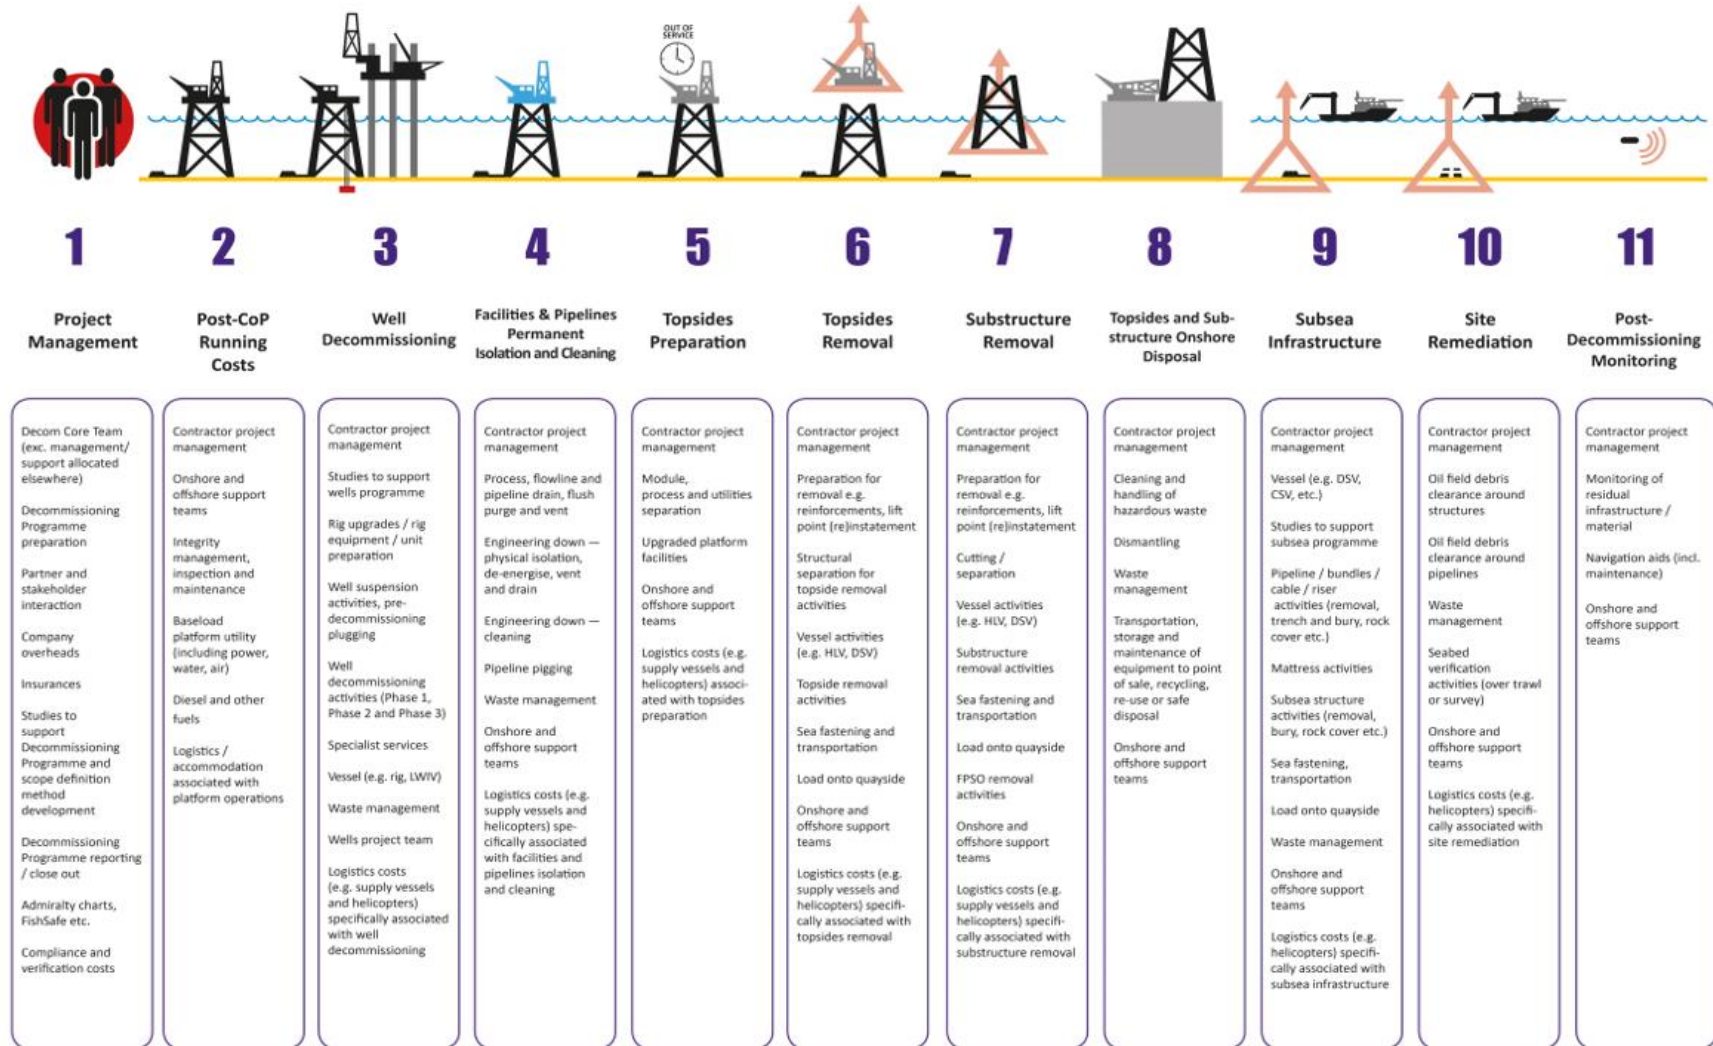 OUT OF
SERVICE
1
2
3
4
5
6
7
8
9
10
11
Project
Management
Post-CoP
Running
Costs
Well
Decommissioning
Facilities & Pipelines
Permanent
Isolation and Cleaning
Topsides
Preparation
Topsides
Removal
Substructure
Removal
Topsides and Sub-
structure Onshore
Disposal
Subsea
Infrastructure
Site
Remediation
Post-
Decommissioning
Monitoring
Decom Core Team
(exc. management/
support allocated
elsewhere)
Decommissioning
Programme
preparation
Partner and
stakeholder
interaction
Company
overheads
Insurances
Studies to
support
Decommissioning
Programme and
scope definition
method
development
Decommissioning
Programme reporting
/ close out
Admiralty charts,
FishSafe etc.
Compliance and
verification costs
Contractor project
management
Onshore and
offshore support
teams
Integrity
management,
inspection and
maintenance
Baseload
platform utility
(including power,
water, air)
Diesel and other
fuels
Logistics /
accommodation
associated with
platform operations
Contractor project
management
Studies to support
wells programme
Rig upgrades / rig
equipment / unit
preparation
Well suspension
activities, pre-
decommissioning
plugging
Well
decommissioning
activities (Phase 1,
Phase 2 and Phase 3)
Specialist services
Vessel (e.g. rig, LWIV)
Waste management
Wells project team
Logistics costs
(e.g. supply vessels
and helicopters)
specifically associated
with well
decommissioning
Contractor project
management
Process, flowline and
pipeline drain, flush
purge and vent
Engineering down —
physical isolation,
de-energise, vent
and drain
Engineering down —
cleaning
Pipeline pigging
Waste management
Onshore and
offshore support
teams
Logistics costs (e.g.
supply vessels and
helicopters) spe-
cifically associated
with facilities and
pipelines isolation
and cleaning
Contractor project
management
Module,
process and utilities
separation
Upgraded platform
facilities
Onshore and
offshore support
teams
Logistics costs (e.g.
supply vessels and
helicopters) associ-
ated with topsides
preparation
Contractor project
management
Preparation for
removal e.g.
reinforcements, lift
point (re)instatement
Structural
separation for
topside removal
activities
Vessel activities
(e.g. HLV, DSV)
Topside removal
activities
Sea fastening and
transportation
Load onto quayside
Onshore and
offshore support
teams
Logistics costs (e.g.
supply vessels and
helicopters) specifi-
cally associated with
topsides removal
Contractor project
management
Preparation for
removal e.g.
reinforcements, lift
point (re)instatement
Cutting /
separation
Vessel activities
(e.g. HLV, DSV)
Substructure
removal activities
Sea fastening and
transportation
Load onto quayside
FPSO removal
activities
Onshore and
offshore support
teams
Logistics costs (e.g.
supply vessels and
helicopters) specifi-
cally associated with
substructure removal
Contractor project
management
Cleaning and
handling of
hazardous waste
Dismantling
Waste
management
Transportation,
storage and
maintenance of
equipment to point
of sale, recycling,
re-use or safe
disposal
Onshore and
offshore support
teams
Contractor project
management
Vessel (e.g. DSV,
CSV, etc.)
Studies to support
subsea programme
Pipeline / bundles /
cable / riser
activities (removal,
trench and bury, rock
cover etc.)
Mattress activities
Subsea structure
activities (removal,
bury, rock cover etc.)
Sea fastening,
transportation
Load onto quayside
Waste management
Onshore and
offshore support
teams
Logistics costs (e.g.
helicopters) specifi-
cally associated with
subsea infrastructure
Contractor project
management
Oil field debris
clearance around
structures
Oil field debris
clearance around
pipelines
Waste
management
Seabed
verification
activities (over trawl
or survey)
Onshore and
offshore support
teams
Logistics costs (e.g.
helicopters) specifi-
cally associated with
site remediation
Contractor project
management
Monitoring of
residual
infrastructure /
material
Navigation aids (incl.
maintenance)
Onshore and
offshore support
teams